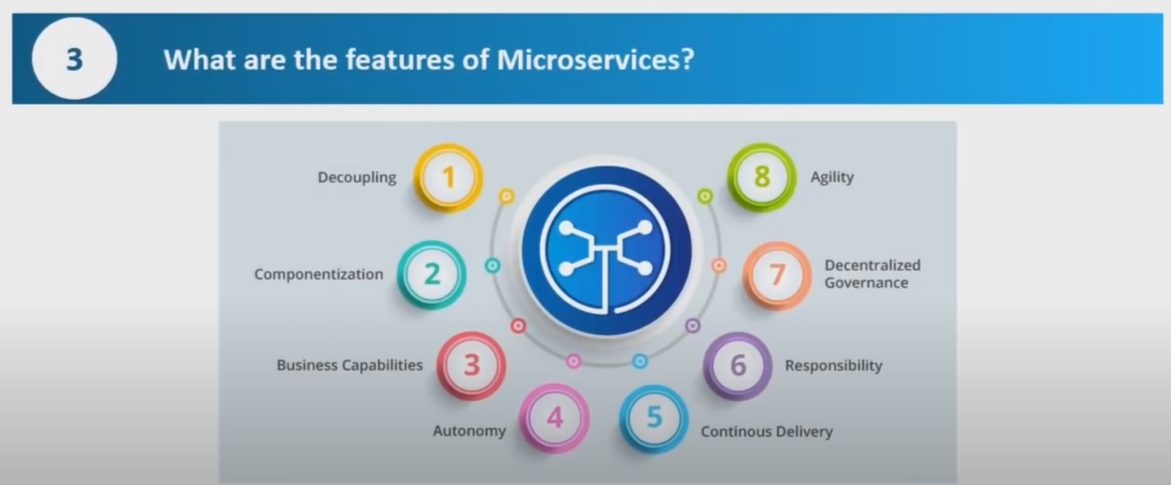 3
What are the features of Microservices?
Decoupling
1
8
Agility
Componentization
2
7
Decentralized
Governance
Business Capabilities
3
6
Responsibility
Autonomy
4
5
Continous Delivery